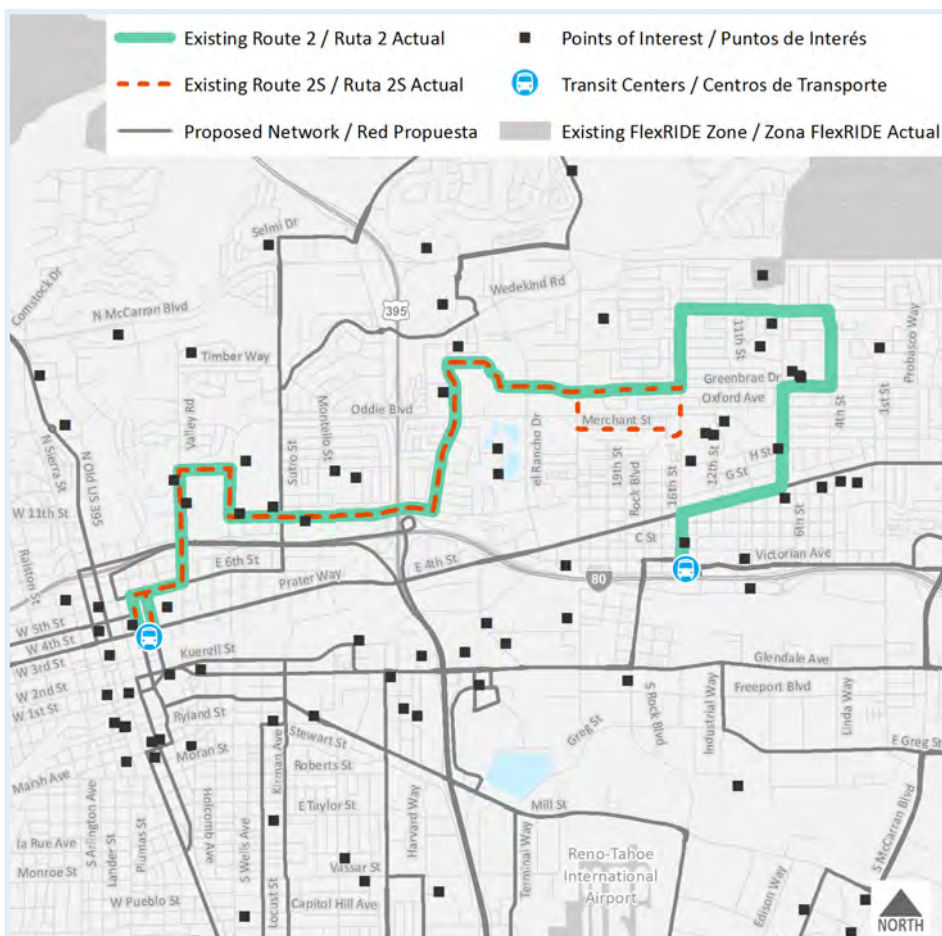 Existing Route 2 / Ruta 2 Actual
Points of Interest / Puntos de Interés
Existing Route 2S / Ruta 2S Actual
Transit Centers / Centros de Transporte
Proposed Network / Red Propuesta
Existing FlexRIDE Zone / Zona FlexRIDE Actual
Selmi Dr
Comstock Dr
Wedekind Rd
N McCarran Blvd
395
Timber Way
11th St
Probasco Way
Greenbrae Dr
Oxford Ave
1st St
4th St
Oddie Blvd
Merchant St
Valley Rd
Montello St
Sutro St
el Rancho Dr
19th St
Rock Blvd
16th St
12th St
H St
G St
6th St
N Sierra St
N US 395 Bus
W 11th St
C St
Victorian Ave
E 6th St
E 4th St
Prater Way
80
Ralston St
W 5th St
W 4th St
W 3rd St
W 2nd St
W 1st St
Kuenzli St
Glendale Ave
Freeport Blvd
S Rock Blvd
Industrial Way
Linda Way
Greg St
E Greg St
Ryland St
Moran St
Stewart St
Kirman Ave
Roberts St
E Taylor St
Mill St
Marsh Ave
la Rue Ave
Monroe St
S Arlington Ave
Lander St
Plumas St
Holcomb Ave
S Wells Ave
Locust St
Vassar St
Capitol Hill Ave
Harvard Way
Terminal Way
W Pueblo St
Reno-Tahoe
International
Airport
Edison Way
S McCarran Blvd
NORTH